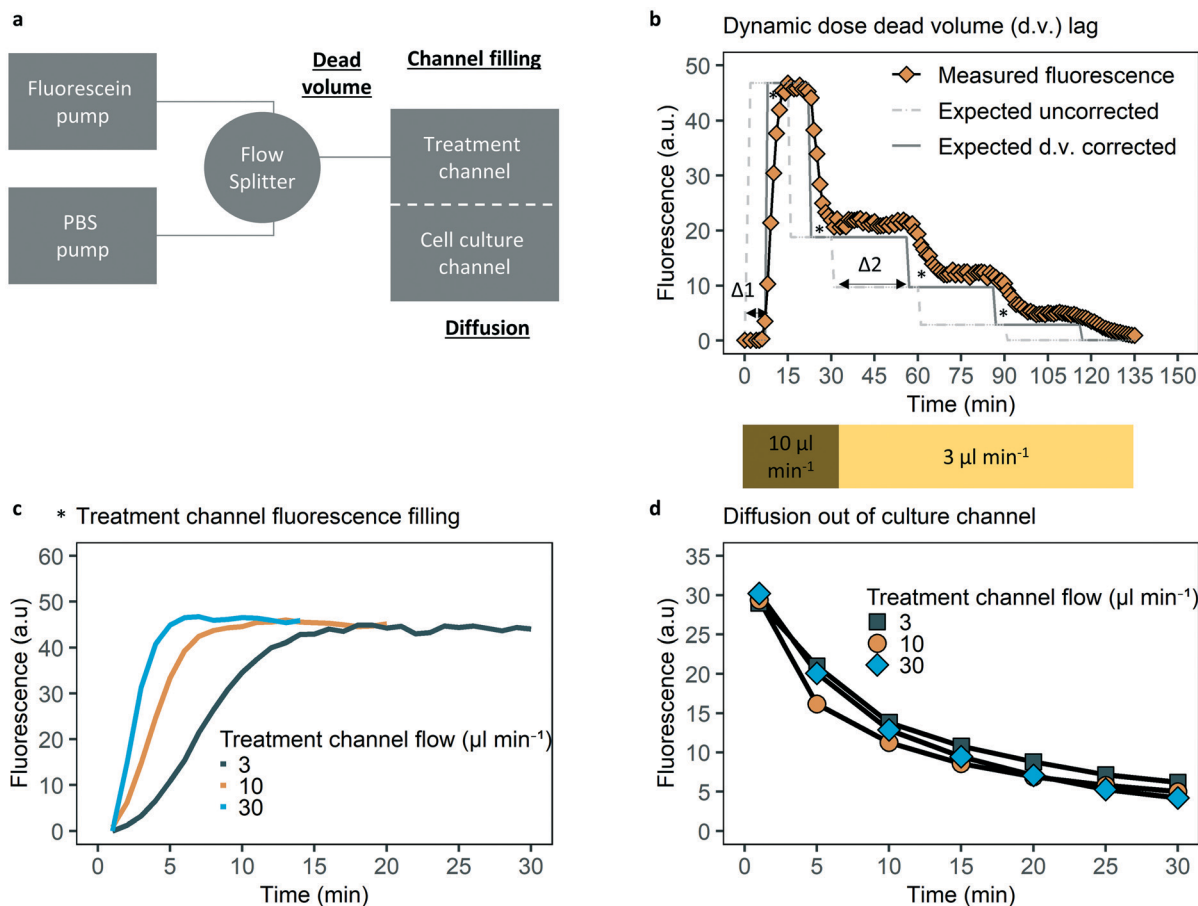 a
Fluorescein
pump
PBS
pump
Flow
Splitter
Dead
volume
Channel filling
Treatment
channel
Cell culture
channel
Diffusion
b
Dynamic dose dead volume (d.v.) lag
Fluorescence (a.u.)
50
40
30
20
10
0
Measured fluorescence
Expected uncorrected
Expected d.v. corrected
Δ1
Δ2
*
*
*
*
0 15 30 45 60 75 90 105 120 135 150
Time (min)
10 µl
min⁻¹
3 µl min⁻¹
c
* Treatment channel fluorescence filling
Fluorescence (a.u)
60
50
40
30
20
10
0
Treatment channel flow (µl min⁻¹)
3
10
30
0 5 10 15 20 25 30
Time (min)
d
Diffusion out of culture channel
Fluorescence (a.u)
35
30
25
20
15
10
5
0
Treatment channel flow (µl min⁻¹)
3
10
30
0 5 10 15 20 25 30
Time (min)